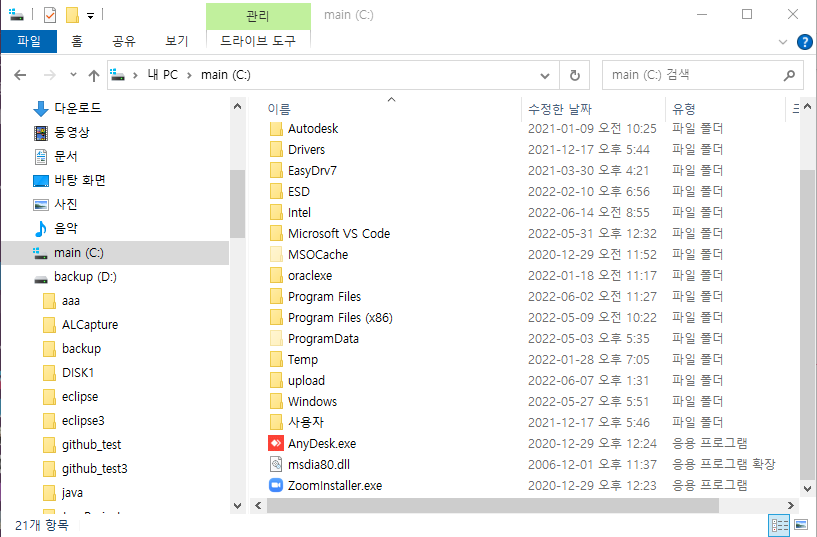 관리
main (C:)
파일
홈
공유
보기
드라이브 도구
내 PC
main (C:)
main (C:) 검색
다운로드
동영상
문서
바탕 화면
사진
음악
main (C:)
backup (D:)
aaa
ALCapture
backup
DISK1
eclipse
eclipse3
github_test
github_test3
java
이름 수정한 날짜 유형
Autodesk 2021-01-09 오전 10:25 파일 폴더
Drivers 2021-12-17 오후 5:44 파일 폴더
EasyDrv7 2021-03-30 오후 4:21 파일 폴더
ESD 2022-02-10 오후 6:56 파일 폴더
Intel 2022-06-14 오전 8:55 파일 폴더
Microsoft VS Code 2022-05-31 오후 12:32 파일 폴더
MSOCache 2020-12-29 오전 11:52 파일 폴더
oraclexe 2022-01-18 오전 11:17 파일 폴더
Program Files 2022-06-02 오전 11:27 파일 폴더
Program Files (x86) 2022-05-09 오전 10:22 파일 폴더
ProgramData 2022-05-03 오후 5:35 파일 폴더
Temp 2022-01-28 오후 7:05 파일 폴더
upload 2022-06-07 오후 1:31 파일 폴더
Windows 2022-05-27 오후 5:51 파일 폴더
사용자 2021-12-17 오후 5:46 파일 폴더
AnyDesk.exe 2020-12-29 오후 12:24 응용 프로그램
msdia80.dll 2006-12-01 오후 11:37 응용 프로그램 확장
ZoomInstaller.exe 2020-12-29 오후 12:23 응용 프로그램
21개 항목